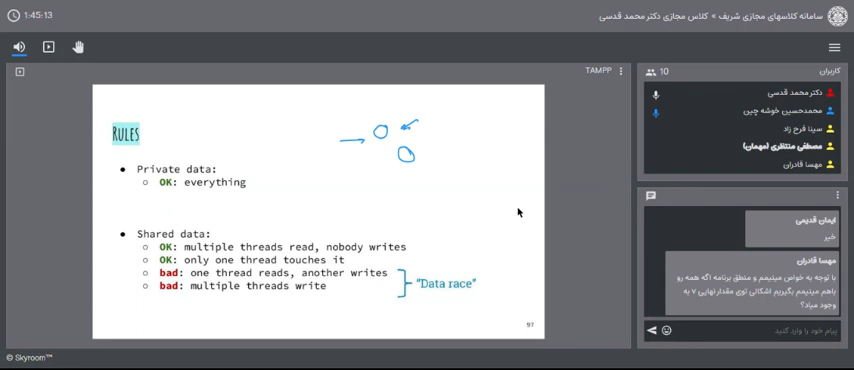 1:45:13
سامانه کلاسهای مجازی شریف » کلاس مجازی دکتر محمد قدسی
TAMPP
RULES
● Private data:
○ OK: everything
● Shared data:
○ OK: multiple threads read, nobody writes
○ OK: only one thread touches it
○ bad: one thread reads, another writes
○ bad: multiple threads write
"Data race"
97
کاربران
10
دکتر محمد قدسی
محمدحسین خوشه چین
سینا فرح زاد
مصطفی منتظری (مهمان)
مهسا قادران
ایمان قدیمی
خیر
مهسا قادران
با توجه به خواص مینیمم و منطق برنامه اگه همه رو
باهم مینیمم بگیریم اشکالی توی مقدار نهایی ۷ به
وجود میاد؟
پیام خود را وارد کنید
© Skyroom™